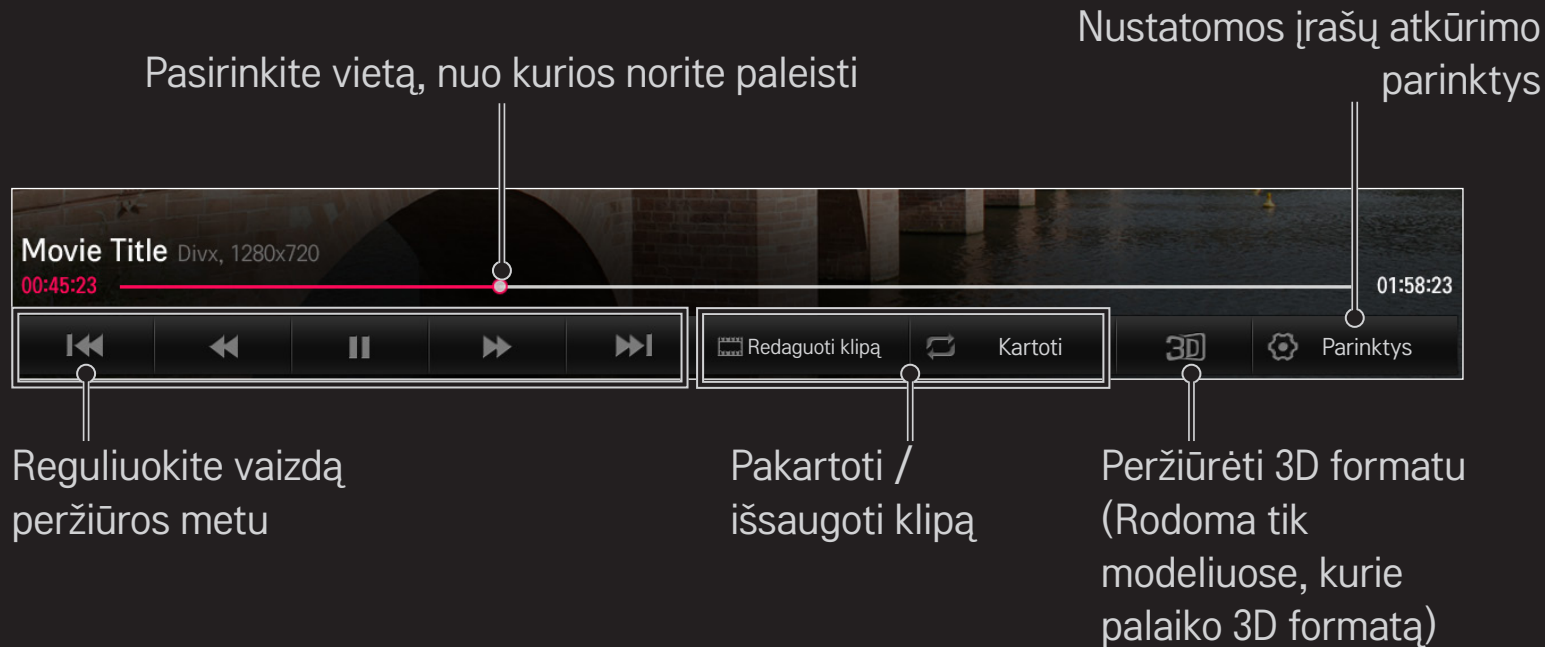 Nustatomos įrašų atkūrimo
parinktys
Pasirinkite vietą, nuo kurios norite paleisti
Movie Title Divx, 1280x720
00:45:23
01:58:23
Redaguoti klipą
Kartoti
3D
Parinktys
Reguliuokite vaizdą
peržiūros metu
Pakartoti /
išsaugoti klipą
Peržiūrėti 3D formatu
(Rodoma tik
modeliuose, kurie
palaiko 3D formatą)